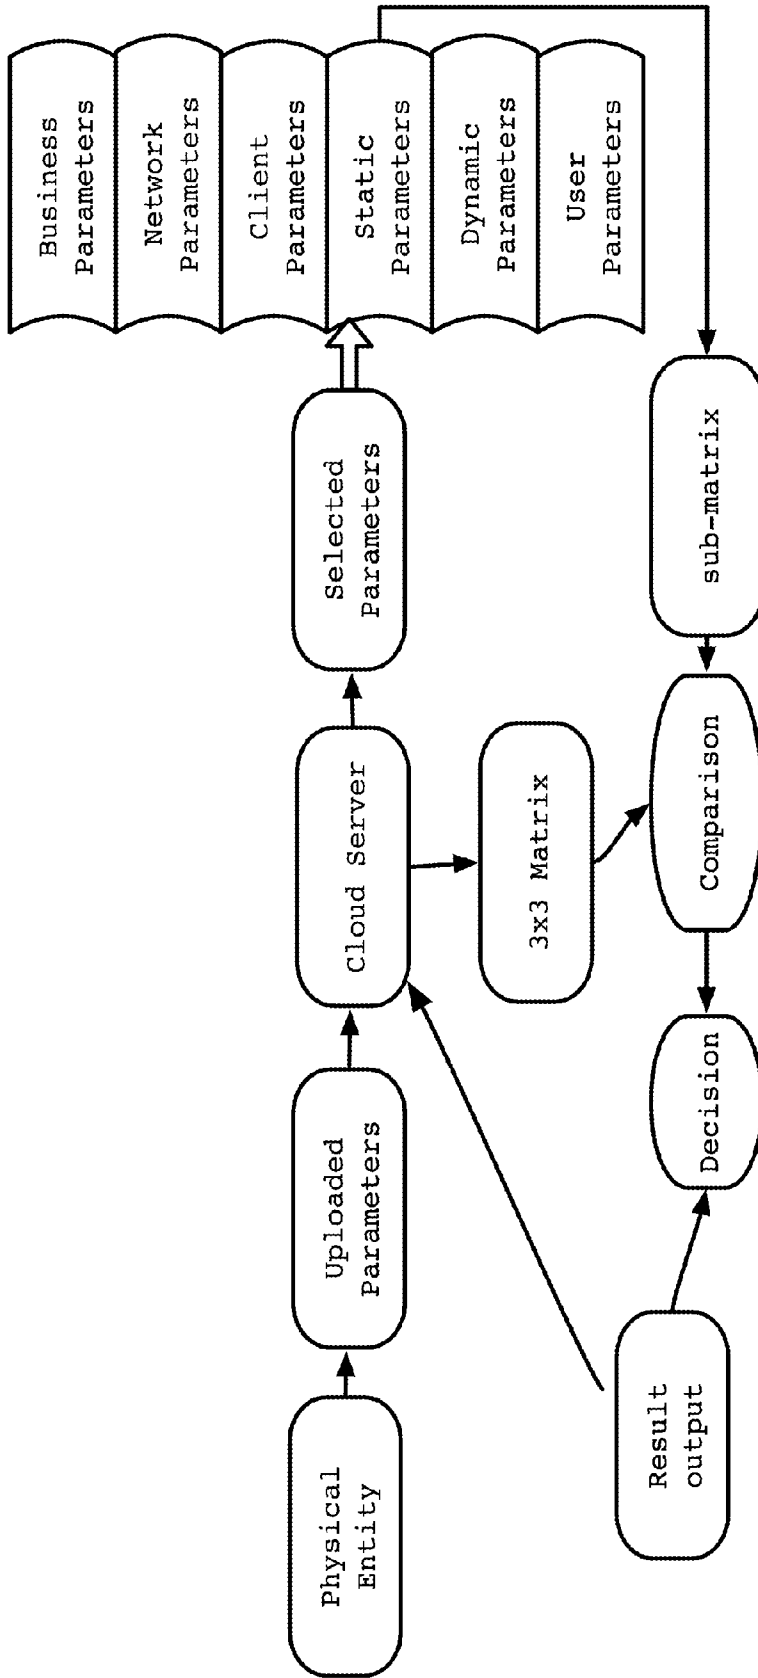 Business
Parameters
Network
Parameters
Client
Parameters
Static
Parameters
Dynamic
Parameters
User
Parameters
Selected
Parameters
Cloud Server
Uploaded
Parameters
Physical
Entity
3x3 Matrix
sub-matrix
Comparison
Decision
Result
output